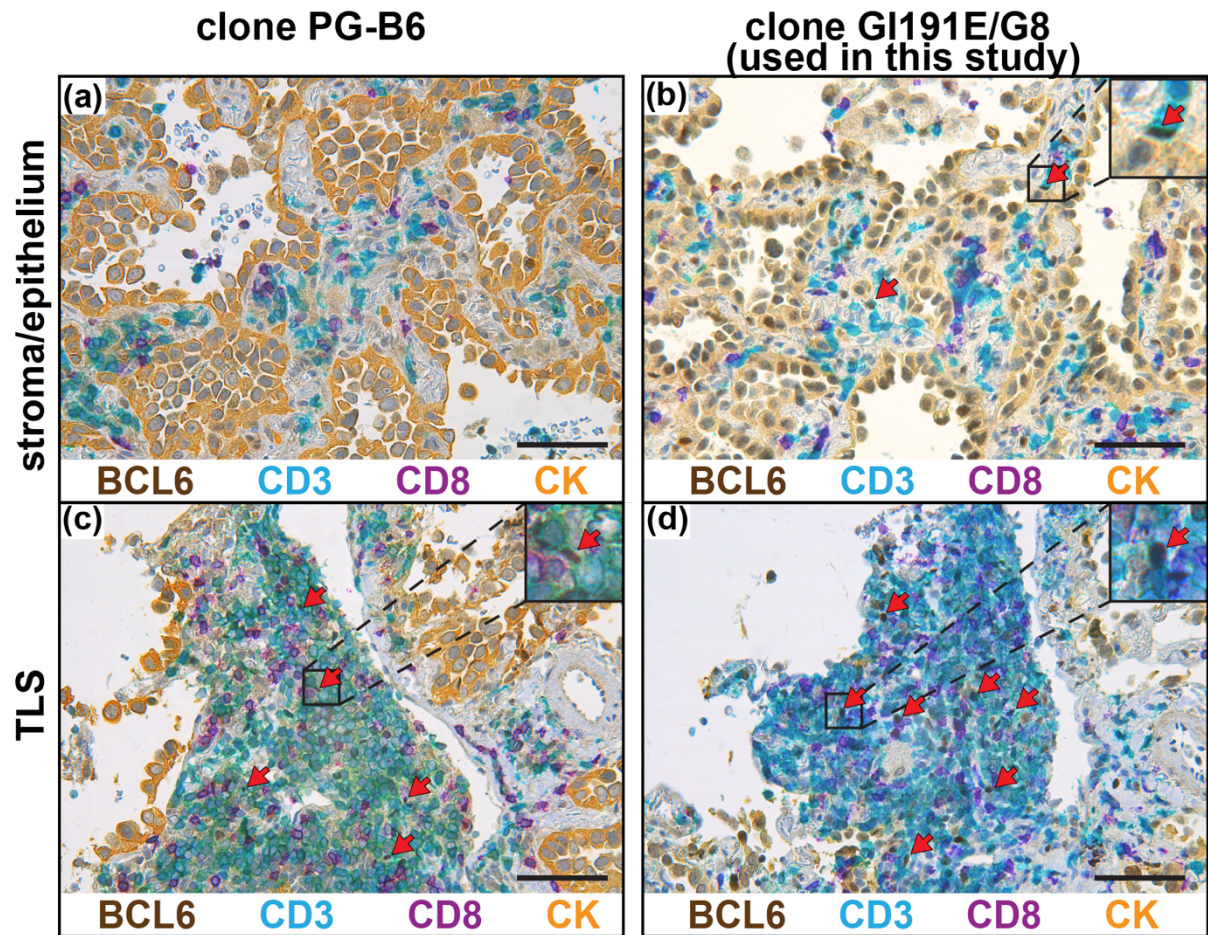 clone PG-B6
clone GI191E/G8
(used in this study)
stroma/epithelium
(a)
(b)
BCL6 CD3 CD8 CK
BCL6 CD3 CD8 CK
TLS
(c)
(d)
BCL6 CD3 CD8 CK
BCL6 CD3 CD8 CK